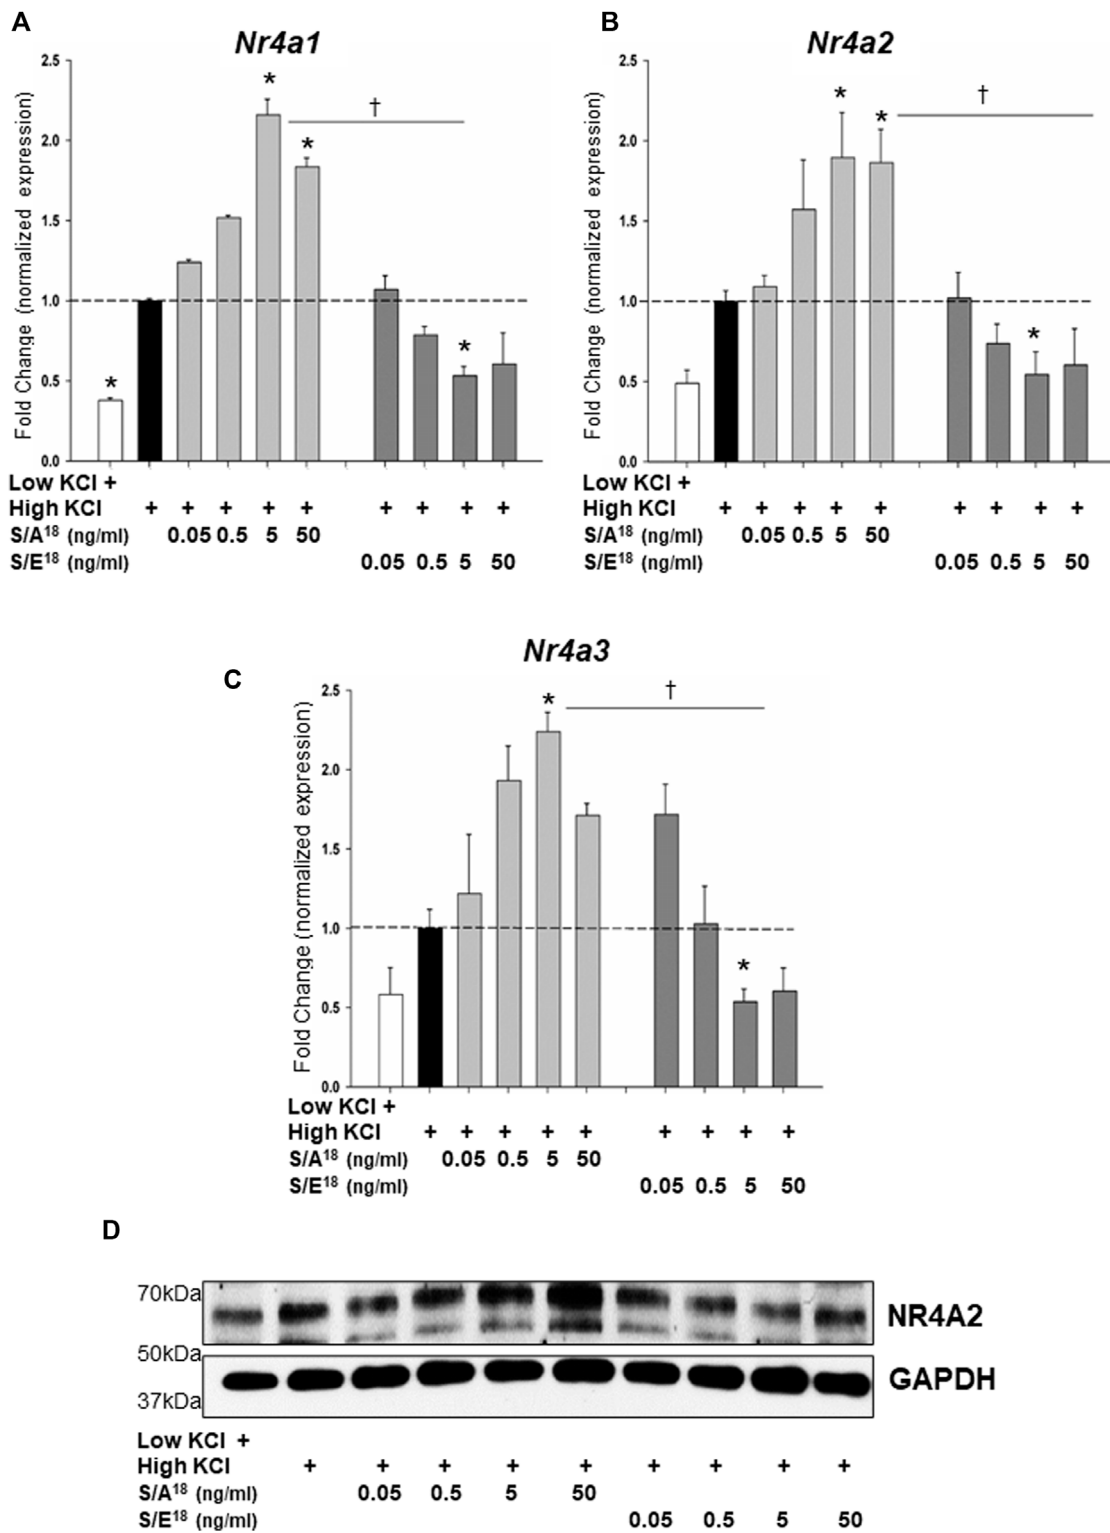 A
B
Nr4a1
Nr4a2
Fold Change (normalized expression)
2.5
2.0
1.5
1.0
0.5
0.0
*
*
*
†
*
Low KCl +
High KCl + + + + + + + + +
S/A¹⁸ (ng/ml) 0.05 0.5 5 50
S/E¹⁸ (ng/ml) 0.05 0.5 5 50
Fold Change (normalized expression)
2.5
2.0
1.5
1.0
0.5
0.0
*
*
†
*
Low KCl +
High KCl + + + + + + + + +
S/A¹⁸ (ng/ml) 0.05 0.5 5 50
S/E¹⁸ (ng/ml) 0.05 0.5 5 50
C
Nr4a3
Fold Change (normalized expression)
2.5
2.0
1.5
1.0
0.5
0.0
*
†
*
Low KCl +
High KCl + + + + + + + + +
S/A¹⁸ (ng/ml) 0.05 0.5 5 50
S/E¹⁸ (ng/ml) 0.05 0.5 5 50
D
70kDa
NR4A2
50kDa
GAPDH
37kDa
Low KCl +
High KCl + + + + + + + + +
S/A¹⁸ (ng/ml) 0.05 0.5 5 50
S/E¹⁸ (ng/ml) 0.05 0.5 5 50